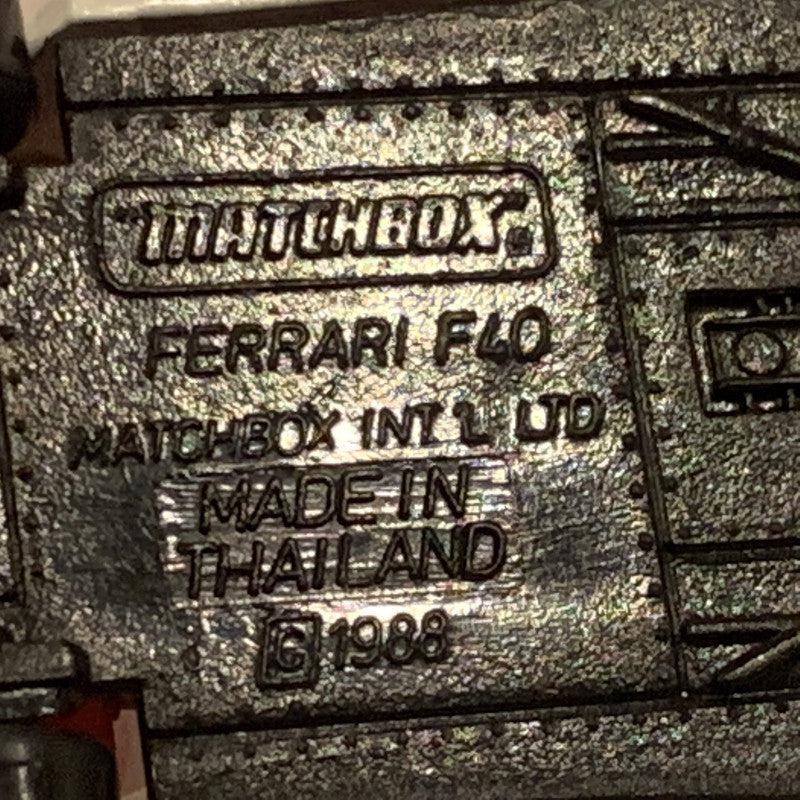 "MATCHBOX"
FERRARI F40
MATCHBOX INT'L LTD
MADE IN
THAILAND
© 1988